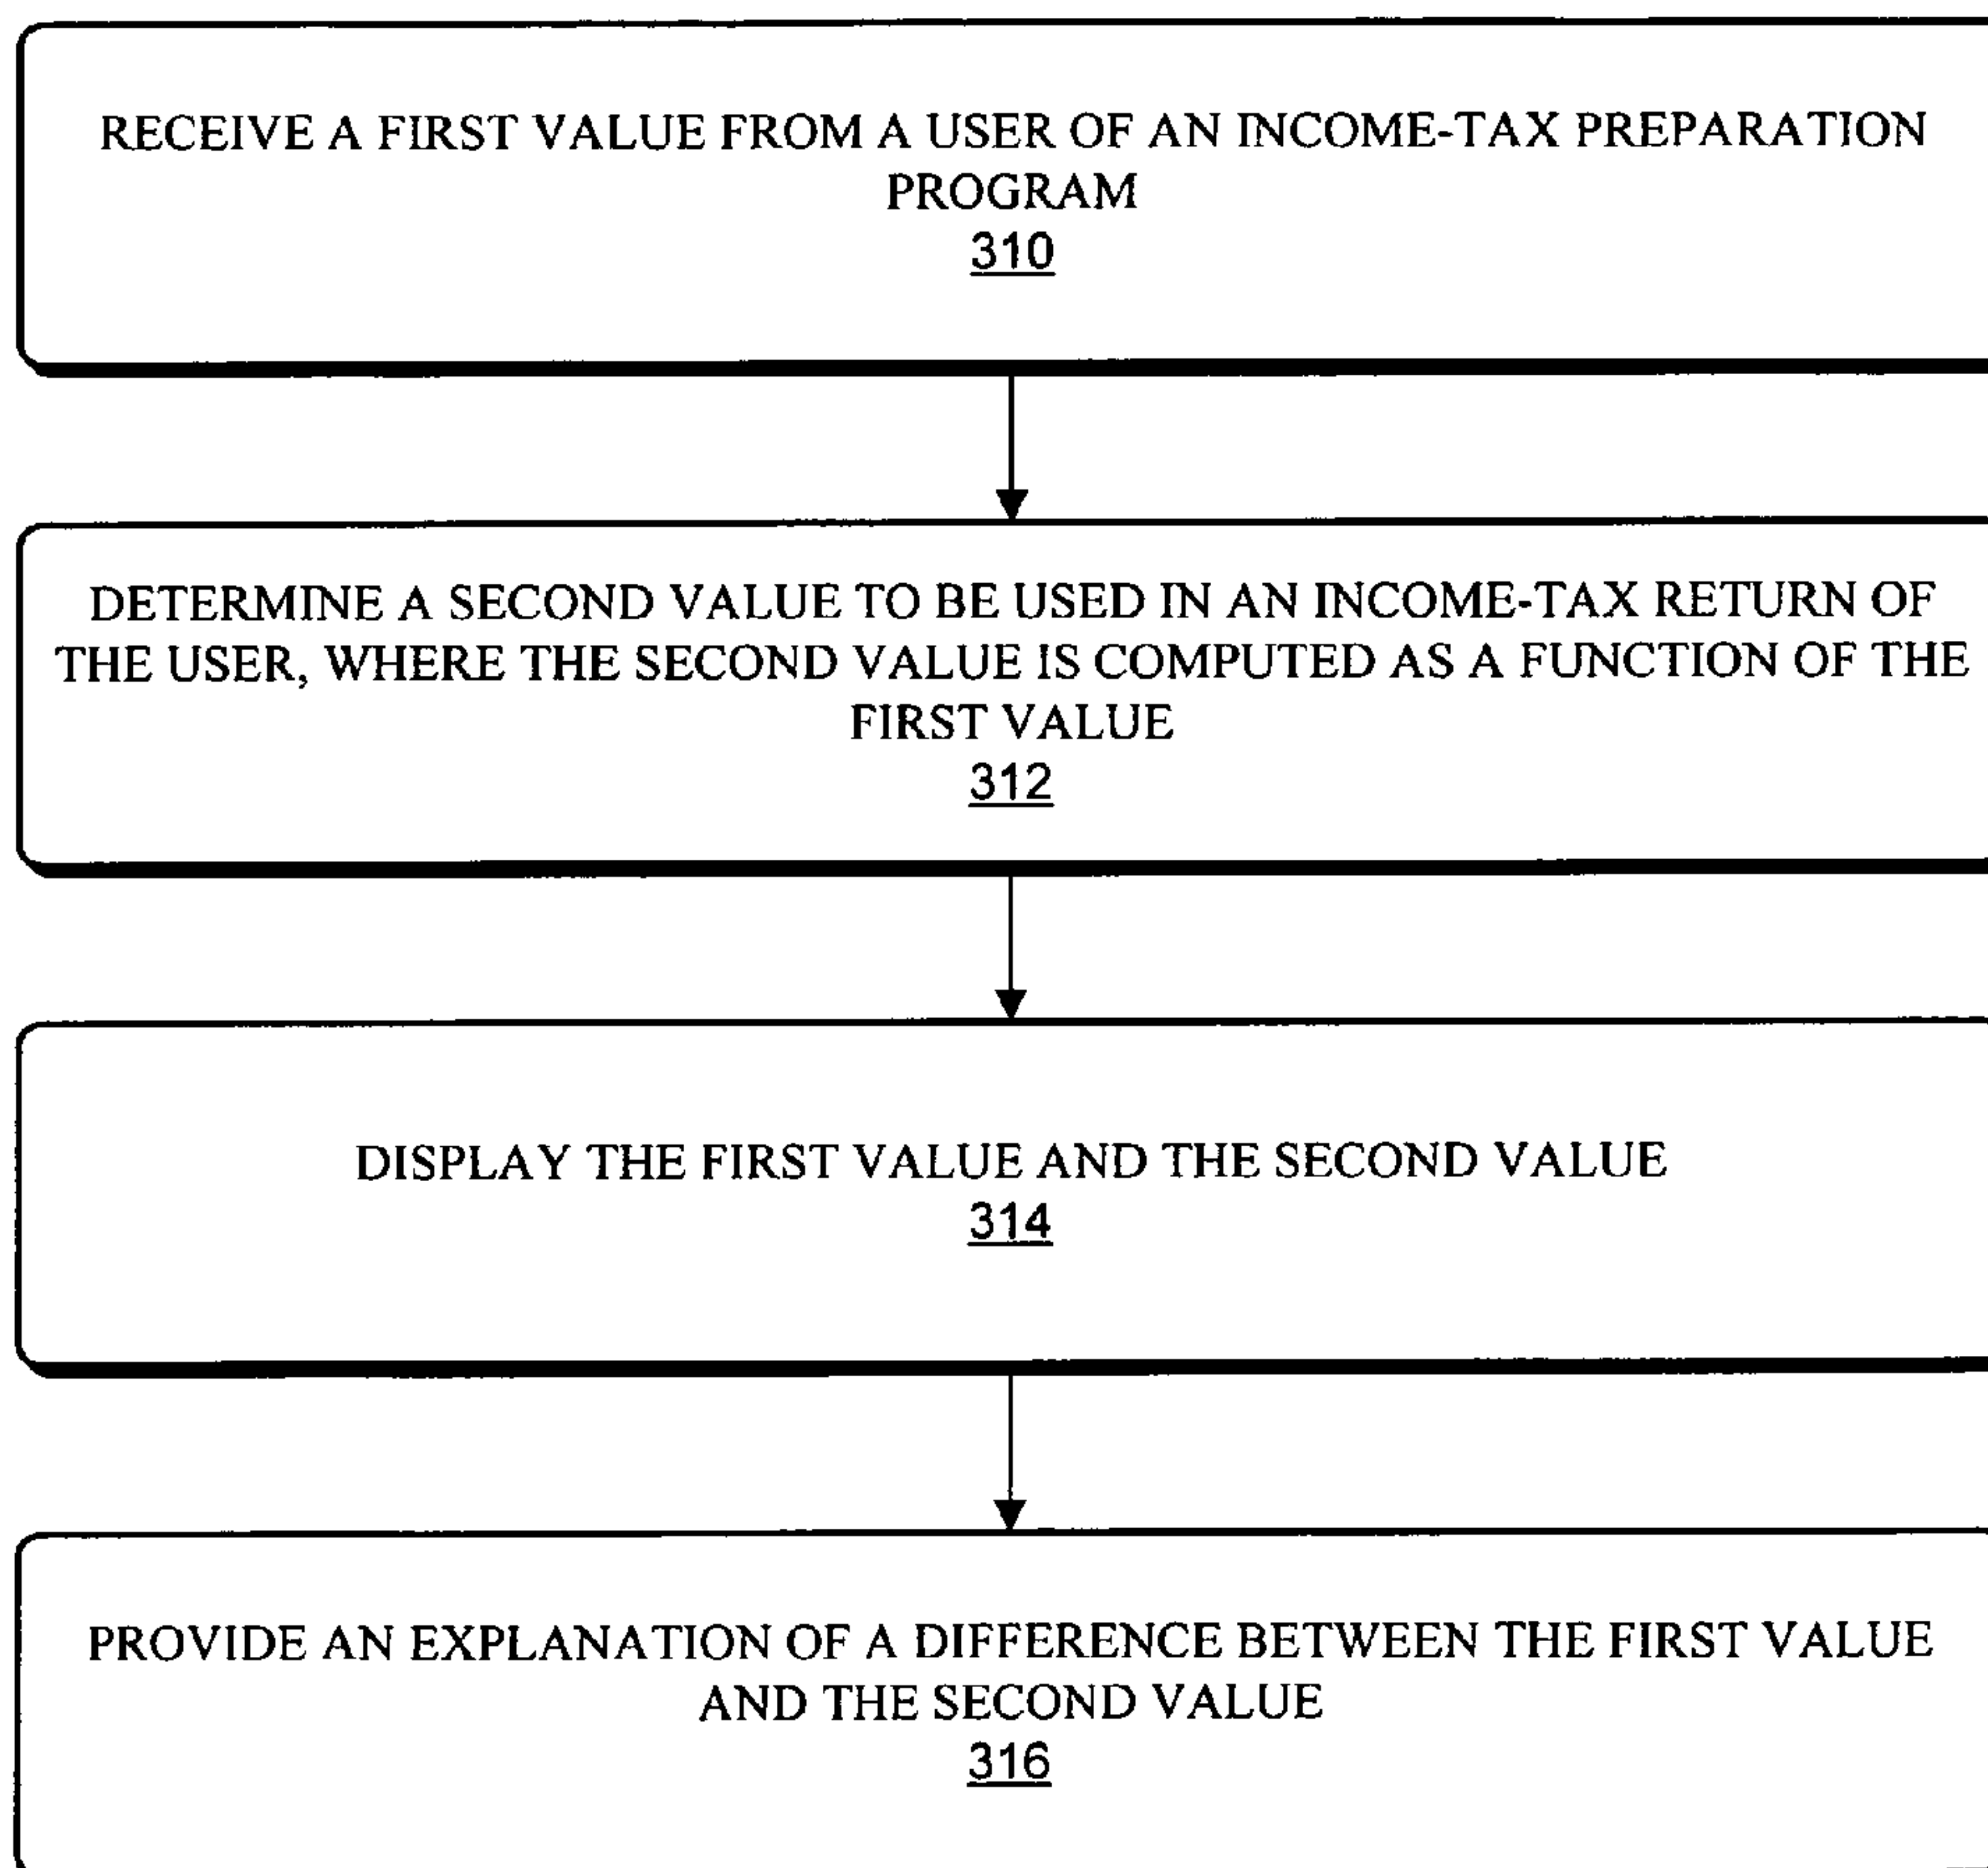 RECEIVE A FIRST VALUE FROM A USER OF AN INCOME-TAX PREPARATION
PROGRAM
310
DETERMINE A SECOND VALUE TO BE USED IN AN INCOME-TAX RETURN OF
THE USER, WHERE THE SECOND VALUE IS COMPUTED AS A FUNCTION OF THE
FIRST VALUE
312
DISPLAY THE FIRST VALUE AND THE SECOND VALUE
314
PROVIDE AN EXPLANATION OF A DIFFERENCE BETWEEN THE FIRST VALUE
AND THE SECOND VALUE
316